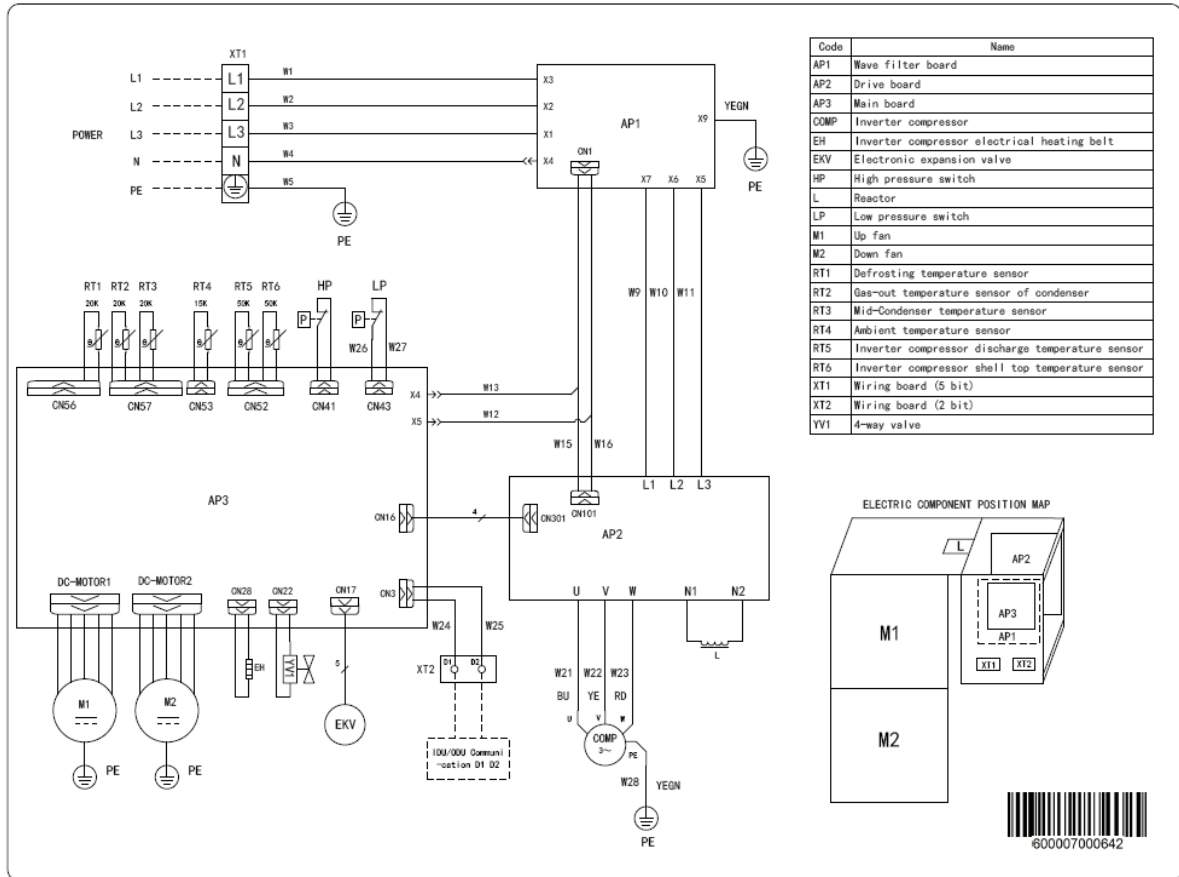 XT1
L1
L1
W1
X3
L2
L2
W2
X2
POWER
L3
L3
W3
X1
N
N
W4
X4
PE
W5
PE
AP1
CN1
X9
YEGN
PE
X7
X6
X5
W9
W10
W11
Code
Name
AP1
Wave filter board
AP2
Drive board
AP3
Main board
COMP
Inverter compressor
EH
Inverter compressor electrical heating belt
EKV
Electronic expansion valve
HP
High pressure switch
L
Reactor
LP
Low pressure switch
M1
Up fan
M2
Down fan
RT1
Defrosting temperature sensor
RT2
Gas-out temperature sensor of condenser
RT3
Mid-Condenser temperature sensor
RT4
Ambient temperature sensor
RT5
Inverter compressor discharge temperature sensor
RT6
Inverter compressor shell top temperature sensor
XT1
Wiring board (5 bit)
XT2
Wiring board (2 bit)
YV1
4-way valve
RT1
RT2
RT3
RT4
RT5
RT6
HP
LP
20K
20K
20K
15K
50K
50K
θ
θ
θ
θ
θ
θ
P
P
W26
W27
CN56
CN57
CN53
CN52
CN41
CN43
X4
W13
X5
W12
W15
W16
AP3
CN16
4
CN301
CN101
L1
L2
L3
AP2
U
V
W
N1
N2
L
DC-MOTOR1
DC-MOTOR2
CN28
CN22
CN17
CN3
W24
W25
XT2
D1
D2
EH
YV1
5
EKV
M1
M2
PE
PE
IDU/ODU Communi
-cation D1 D2
W21
W22
W23
BU
YE
RD
U
V
W
COMP
3~
PE
W28
YEGN
PE
ELECTRIC COMPONENT POSITION MAP
L
AP2
AP3
AP1
XT1
XT2
M1
M2
600007000642